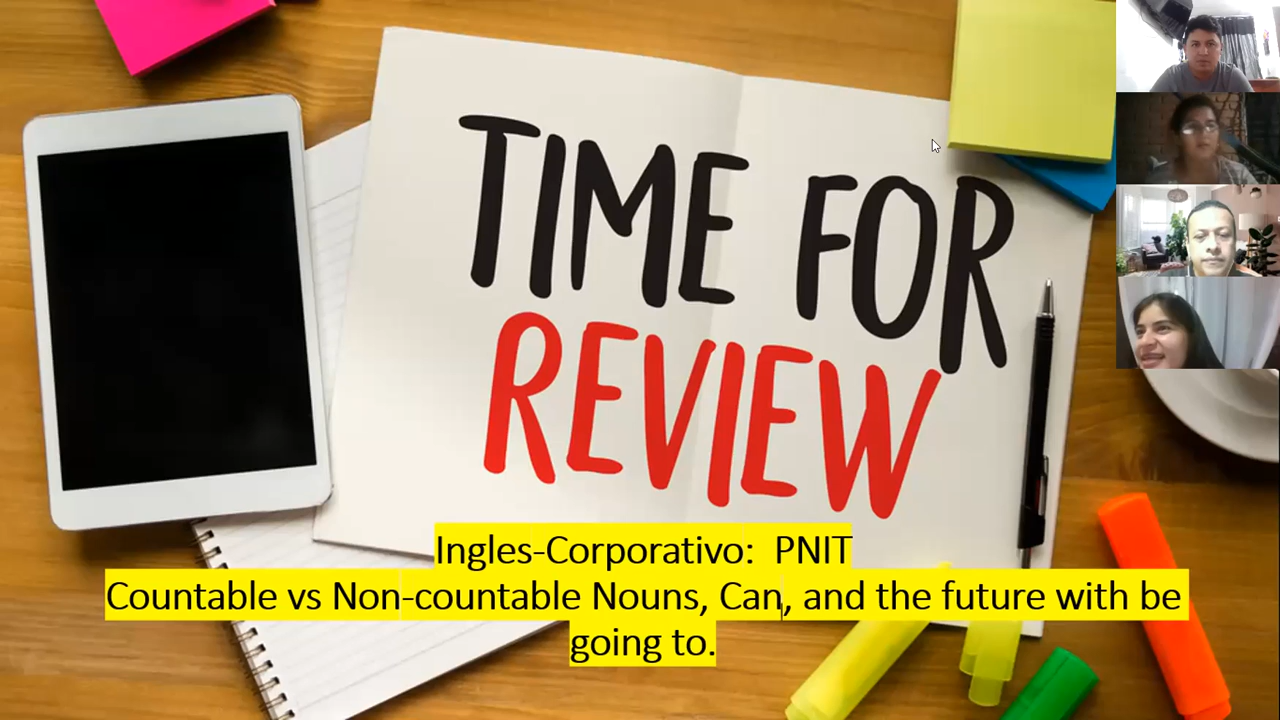 TIME FOR
REVIEW
Ingles-Corporativo: PNIT
Countable vs Non-countable Nouns, Can, and the future with be
going to.